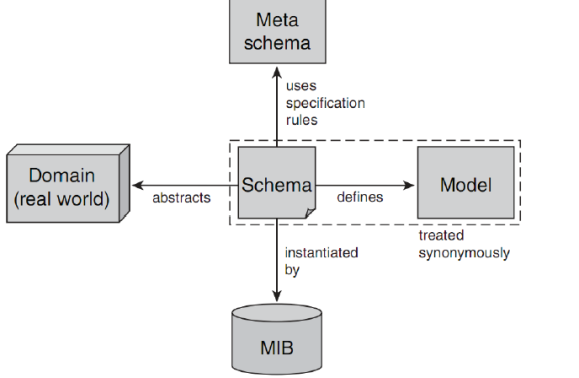 Meta
schema
uses
specification
rules
Domain
(real world)
abstracts
Schema
defines
Model
treated
synonymously
instantiated
by
MIB